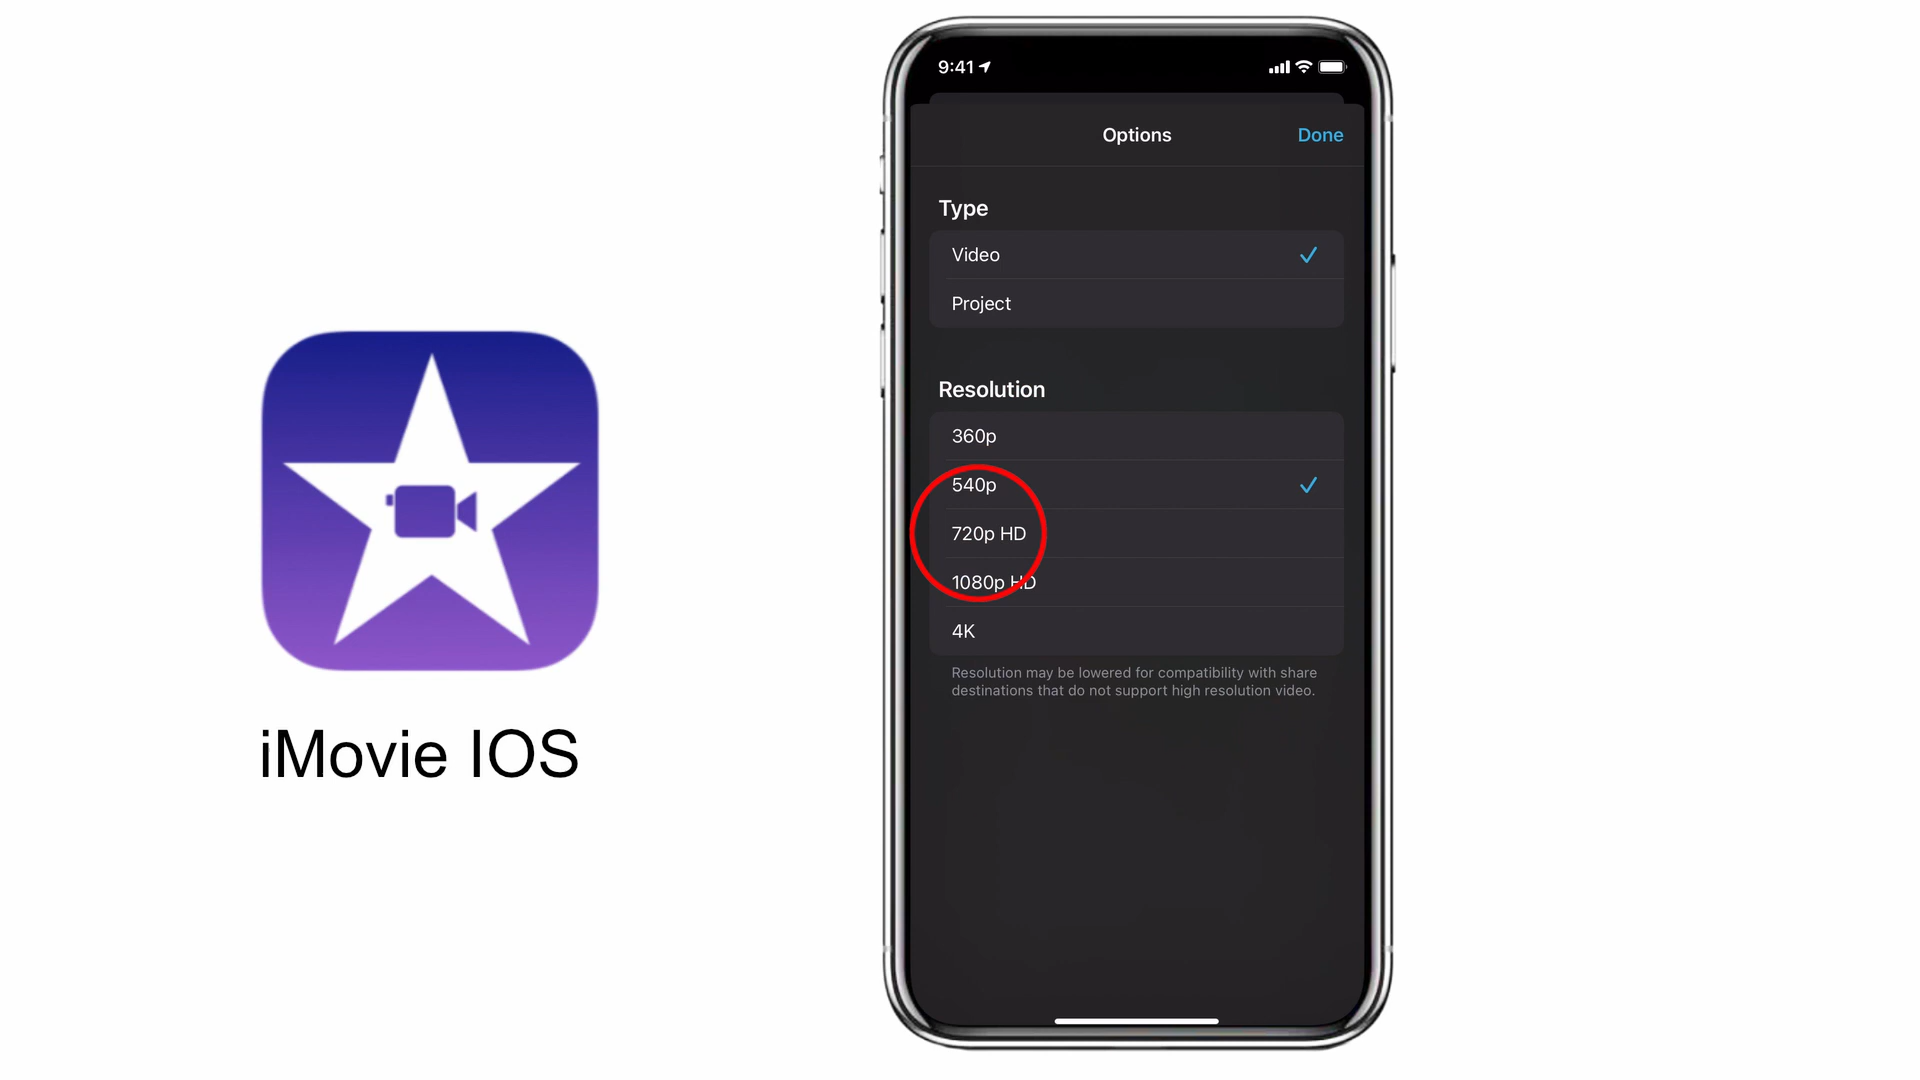 iMovie IOS
9:41
Options
Done
Type
Video
Project
Resolution
360p
540p
720p HD
1080p HD
4K
Resolution may be lowered for compatibility with share
destinations that do not support high resolution video.